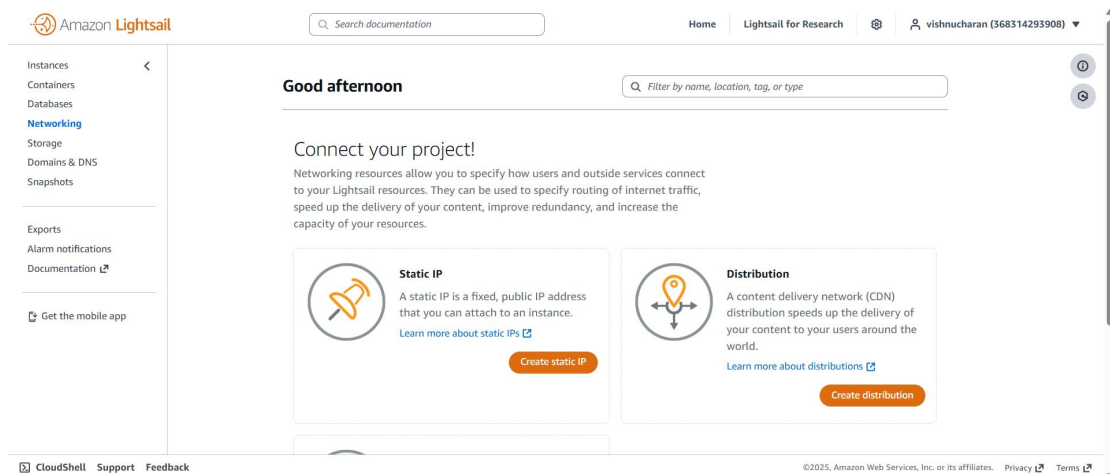 Amazon Lightsail
Search documentation
Home
Lightsail for Research
vishnucharan (368314293908)
Instances
Containers
Databases
Networking
Storage
Domains & DNS
Snapshots
Exports
Alarm notifications
Documentation
Get the mobile app
Good afternoon
Filter by name, location, tag, or type
Connect your project!
Networking resources allow you to specify how users and outside services connect
to your Lightsail resources. They can be used to specify routing of internet traffic,
speed up the delivery of your content, improve redundancy, and increase the
capacity of your resources.
Static IP
A static IP is a fixed, public IP address
that you can attach to an instance.
Learn more about static IPs
Create static IP
Distribution
A content delivery network (CDN)
distribution speeds up the delivery of
your content to your users around the
world.
Learn more about distributions
Create distribution
CloudShell Support Feedback
©2025, Amazon Web Services, Inc. or its affiliates. Privacy Terms